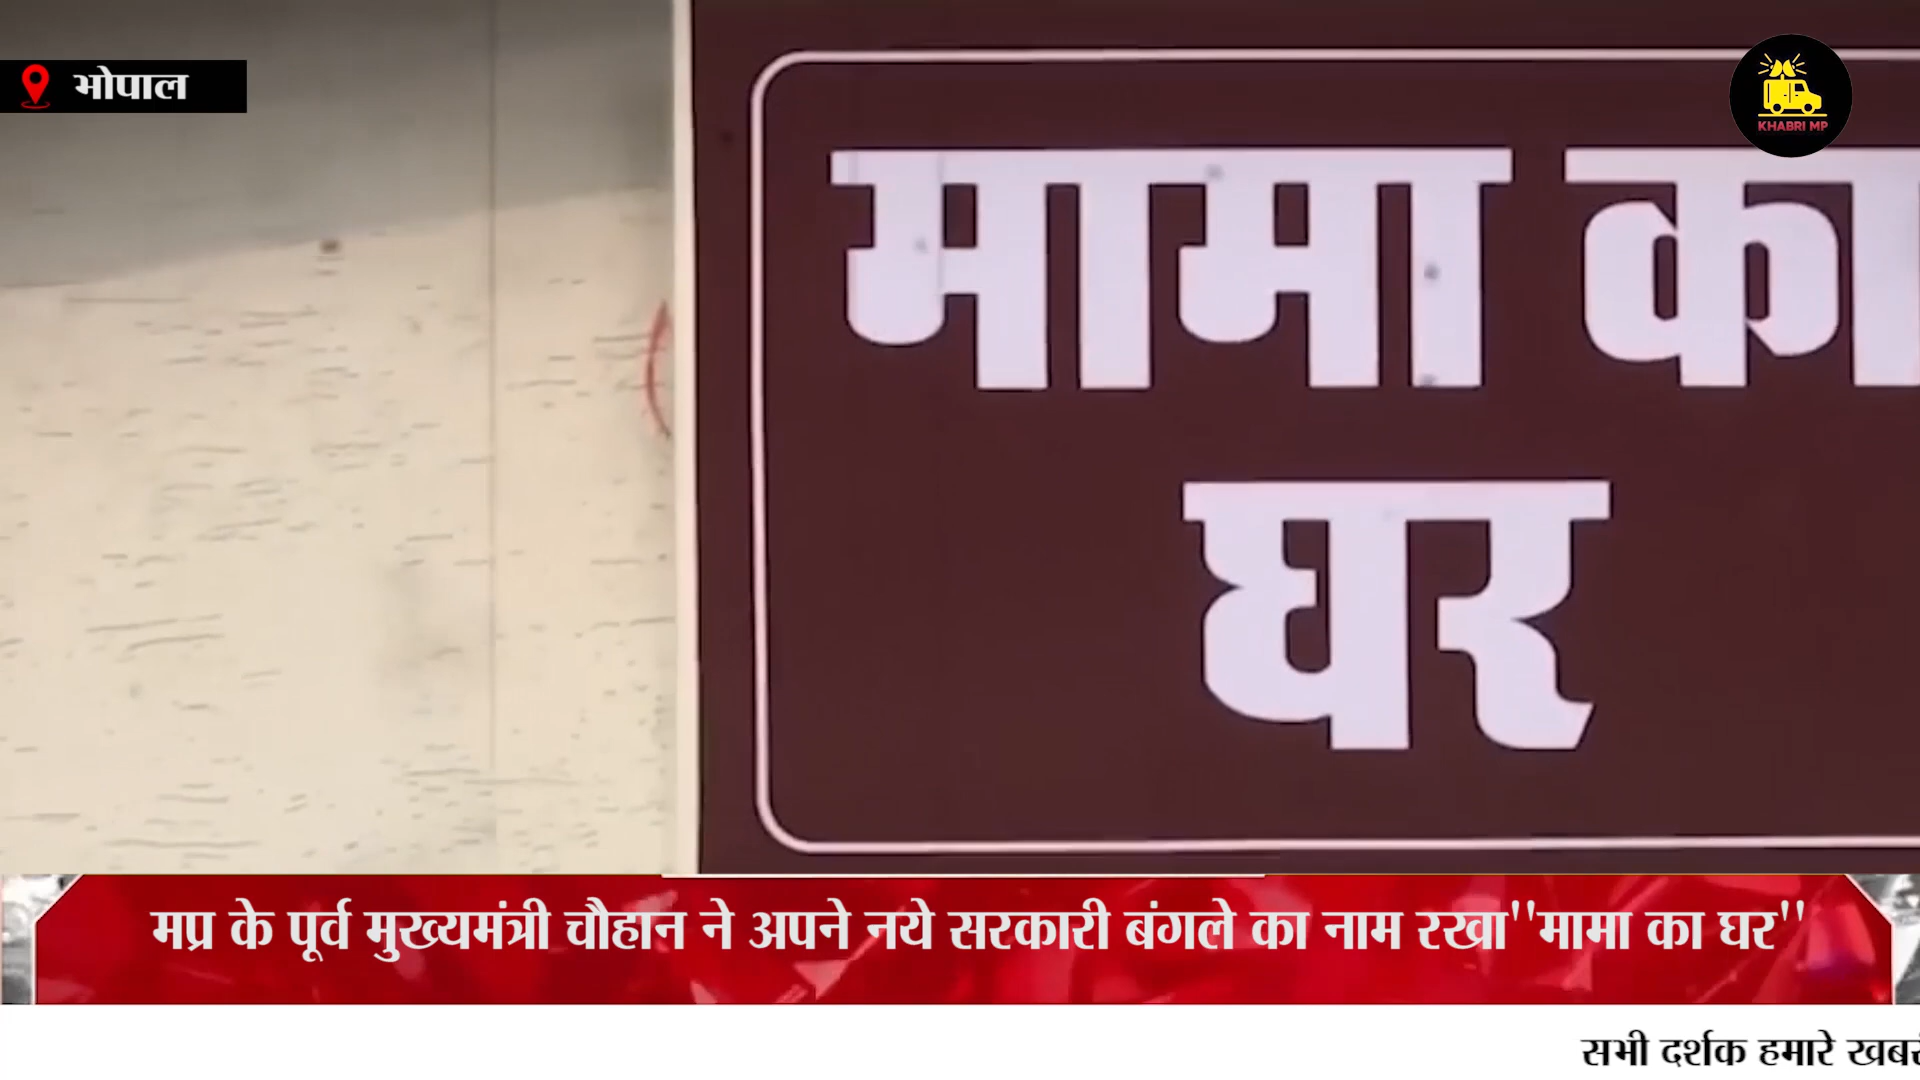 भोपाल
KHABRI MP
मामा का
घर
मप्र के पूर्व मुख्यमंत्री चौहान ने अपने नये सरकारी बंगले का नाम रखा"मामा का घर"
सभी दर्शक हमारे